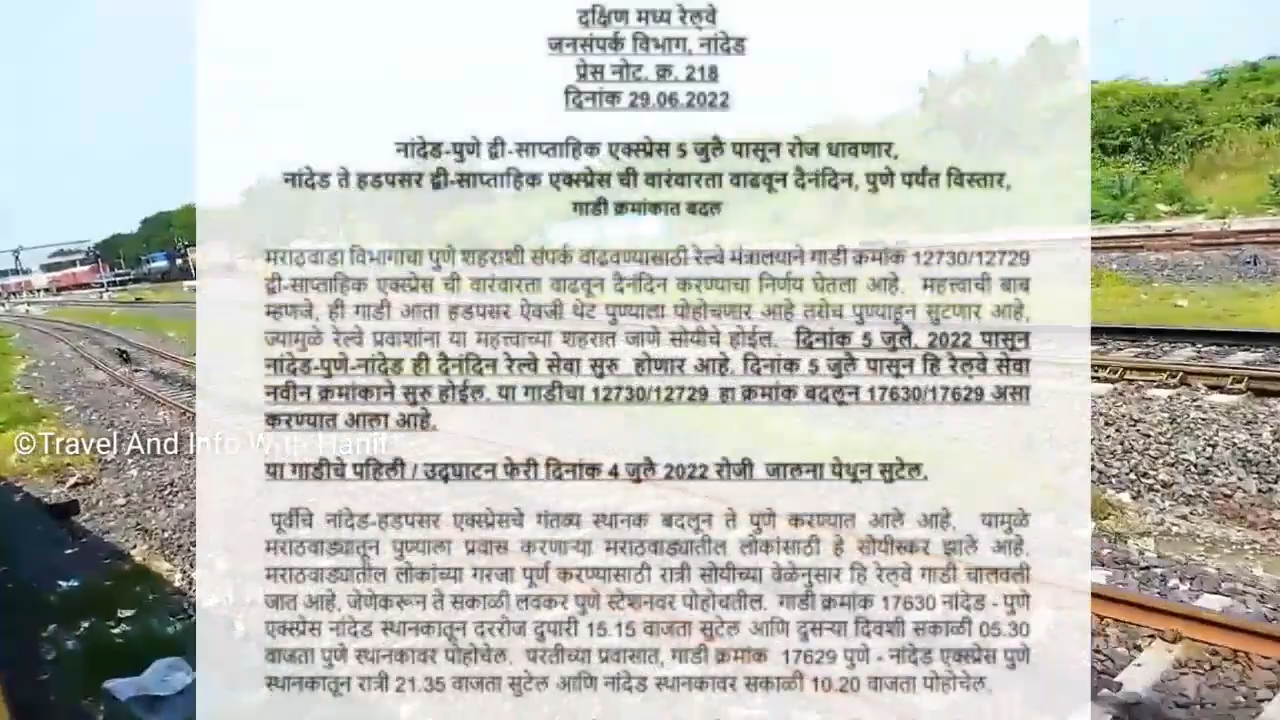 दक्षिण मध्य रेल्वे
जनसंपर्क विभाग, नांदेड
प्रेस नोट. क्र. 218
दिनांक 29.06.2022
नांदेड-पुणे द्वी-साप्ताहिक एक्स्प्रेस 5 जुलै पासून रोज धावणार,
नांदेड ते हडपसर द्वी-साप्ताहिक एक्स्प्रेस ची वारंवारता वाढवून दैनंदिन, पुणे पर्यंत विस्तार,
गाडी क्रमांकात बदल
मराठवाडा विभागाचा पुणे शहराशी संपर्क वाढवण्यासाठी रेल्वे मंत्रालयाने गाडी क्रमांक 12730/12729
द्वी-साप्ताहिक एक्स्प्रेस ची वारंवारता वाढवून दैनंदिन करण्याचा निर्णय घेतला आहे. महत्त्वाची बाब
म्हणजे, ही गाडी आता हडपसर ऐवजी थेट पुण्याला पोहोचणार आहे तसेच पुण्याहून सुटणार आहे,
ज्यामुळे रेल्वे प्रवाशांना या महत्त्वाच्या शहरात जाणे सोयीचे होईल. दिनांक 5 जुलै, 2022 पासून
नांदेड-पुणे-नांदेड ही दैनंदिन रेल्वे सेवा सुरु होणार आहे. दिनांक 5 जुलै पासून हि रेल्वे सेवा
नवीन क्रमांकाने सुरु होईल. या गाडीचा 12730/12729 हा क्रमांक बदलून 17630/17629 असा
करण्यात आला आहे.
©Travel And Info With Hanif
या गाडीचे पहिली / उद्घाटन फेरी दिनांक 4 जुलै 2022 रोजी जालना येथून सुटेल.
पूर्वीचे नांदेड-हडपसर एक्स्प्रेसचे गंतव्य स्थानक बदलून ते पुणे करण्यात आले आहे. यामुळे
मराठवाड्यातून पुण्याला प्रवास करणाऱ्या मराठवाड्यातील लोकांसाठी हे सोयीस्कर झाले आहे.
मराठवाड्यातील लोकांच्या गरजा पूर्ण करण्यासाठी रात्री सोयीच्या वेळेनुसार हि रेल्वे गाडी चालवली
जात आहे, जेणेकरून ते सकाळी लवकर पुणे स्टेशनवर पोहोचतील. गाडी क्रमांक 17630 नांदेड - पुणे
एक्स्प्रेस नांदेड स्थानकातून दररोज दुपारी 15.15 वाजता सुटेल आणि दुसऱ्या दिवशी सकाळी 05.30
वाजता पुणे स्थानकावर पोहोचेल. परतीच्या प्रवासात, गाडी क्रमांक 17629 पुणे - नांदेड एक्स्प्रेस पुणे
स्थानकातून रात्री 21.35 वाजता सुटेल आणि नांदेड स्थानकावर सकाळी 10.20 वाजता पोहोचेल.